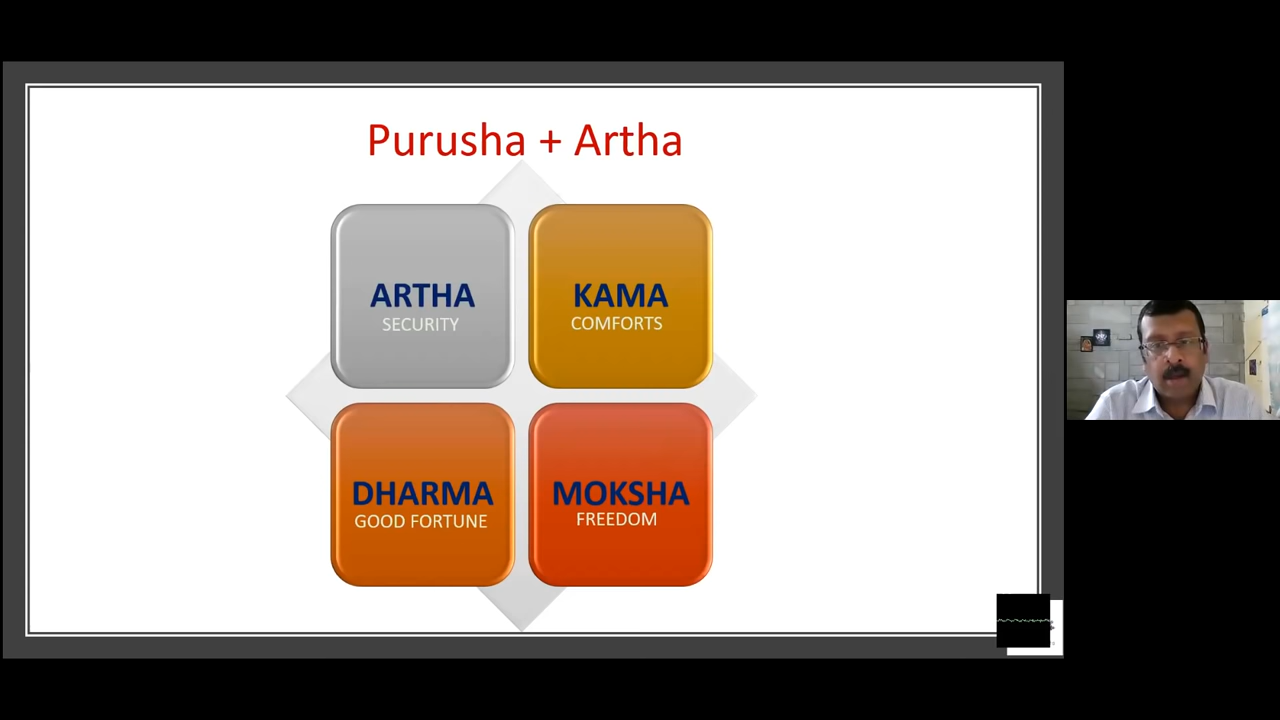 Purusha + Artha
ARTHA
SECURITY
KAMA
COMFORTS
DHARMA
GOOD FORTUNE
MOKSHA
FREEDOM